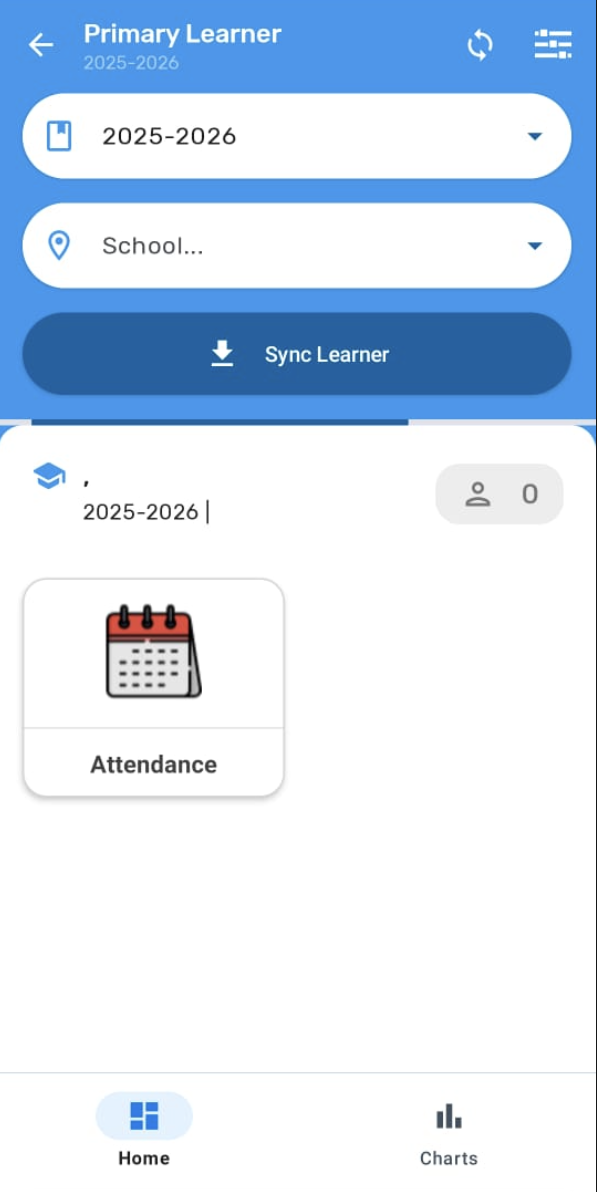 Primary Learner
2025-2026
2025-2026
School...
Sync Learner
,
2025-2026 |
0
Attendance
Home
Charts